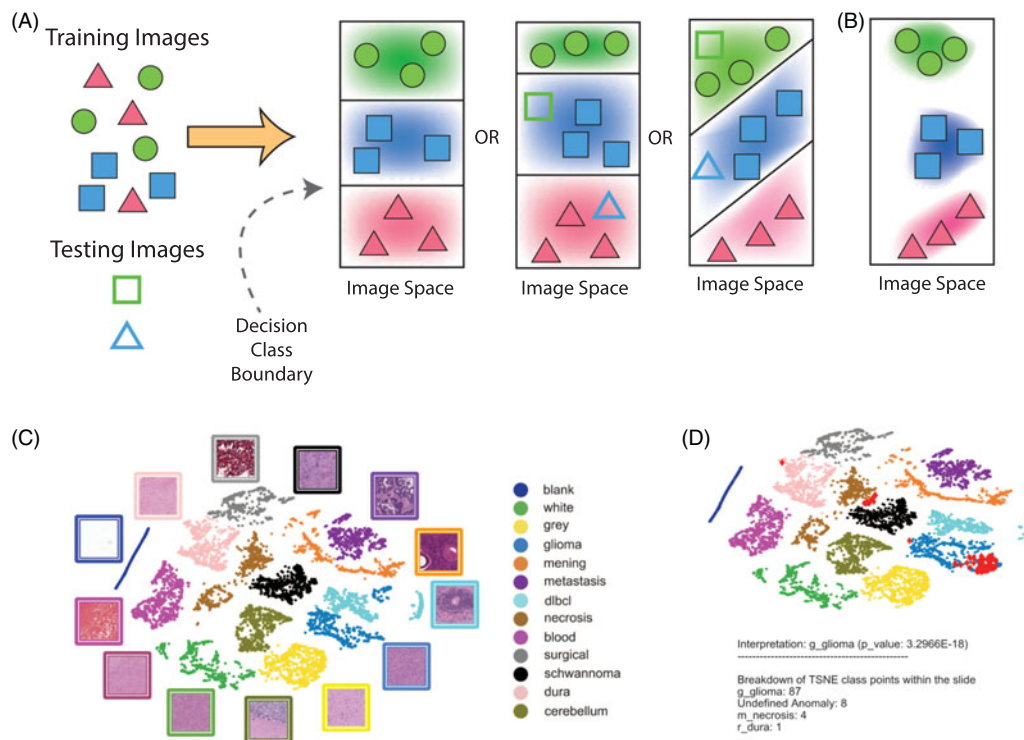 (A)
Training Images
Testing Images
Decision
Class
Boundary
OR
OR
Image Space
Image Space
Image Space
(B)
Image Space
(C)
blank
white
grey
glioma
mening
metastasis
dlbcl
necrosis
blood
surgical
schwannoma
dura
cerebellum
(D)
Interpretation: g_glioma (p_value: 3.2966E-18)
------------------------------------------------
Breakdown of TSNE class points within the slide
g_glioma: 87
Undefined Anomaly: 8
m_necrosis: 4
r_dura: 1